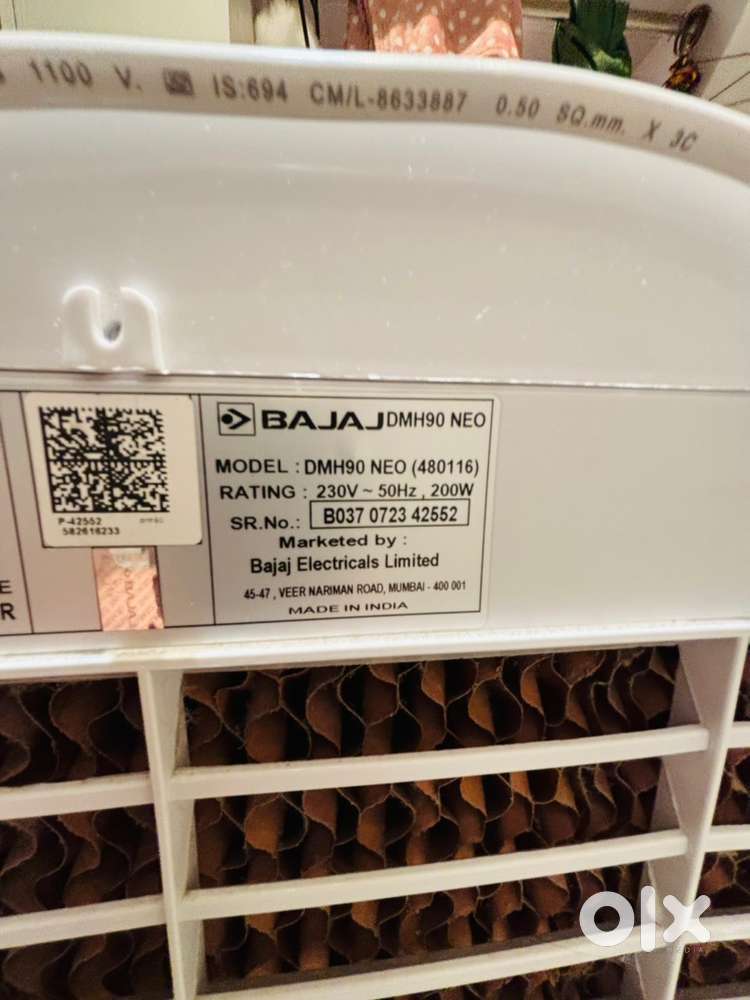 1100 V. IS:694 CM/L-8633887 0.50 SQ.mm. X 3C
BAJAJ DMH90 NEO
MODEL : DMH90 NEO (480116)
RATING : 230V ~ 50Hz , 200W
SR.No.: B037 0723 42552
Marketed by :
Bajaj Electricals Limited
45-47 , VEER NARIMAN ROAD, MUMBAI - 400 001
MADE IN INDIA
P-42552
582616233
BAJAJ
E
R
olx